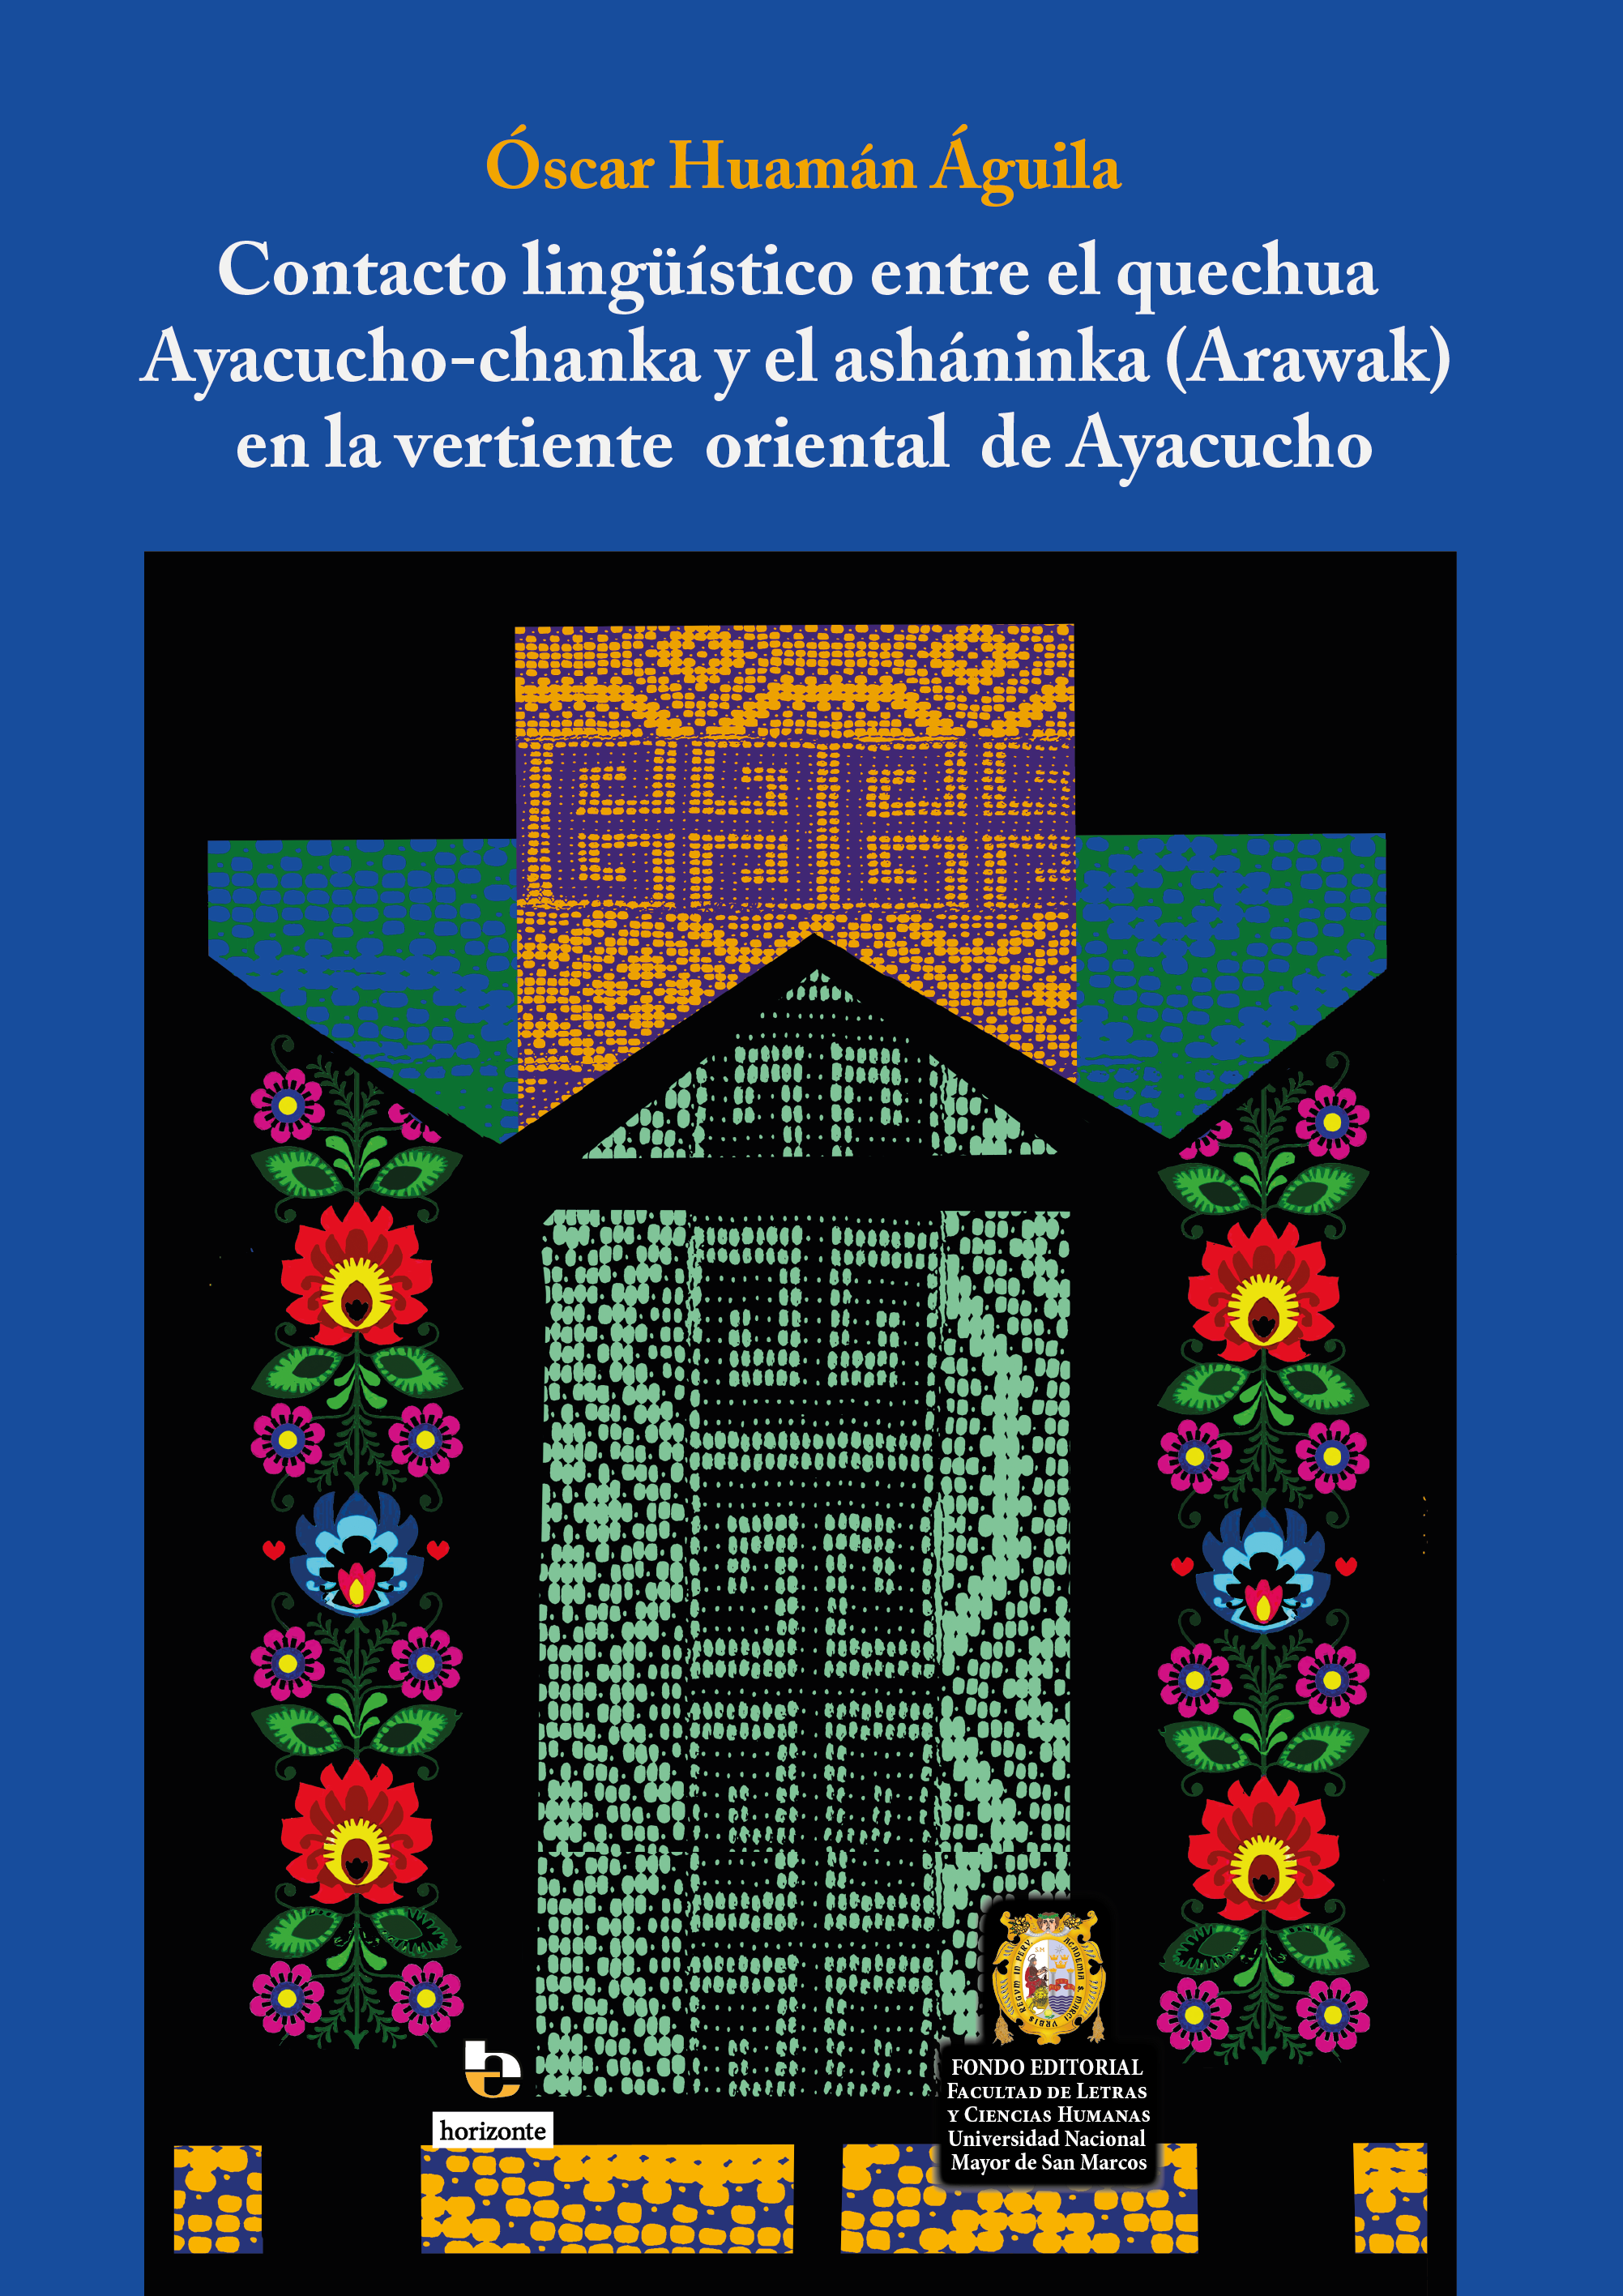 Óscar Huamán Águila
Contacto lingüístico entre el quechua
Ayacucho-chanka y el asháninka (Arawak)
en la vertiente oriental de Ayacucho
horizonte
FONDO EDITORIAL
FACULTAD DE LETRAS
Y CIENCIAS HUMANAS
Universidad Nacional
Mayor de San Marcos